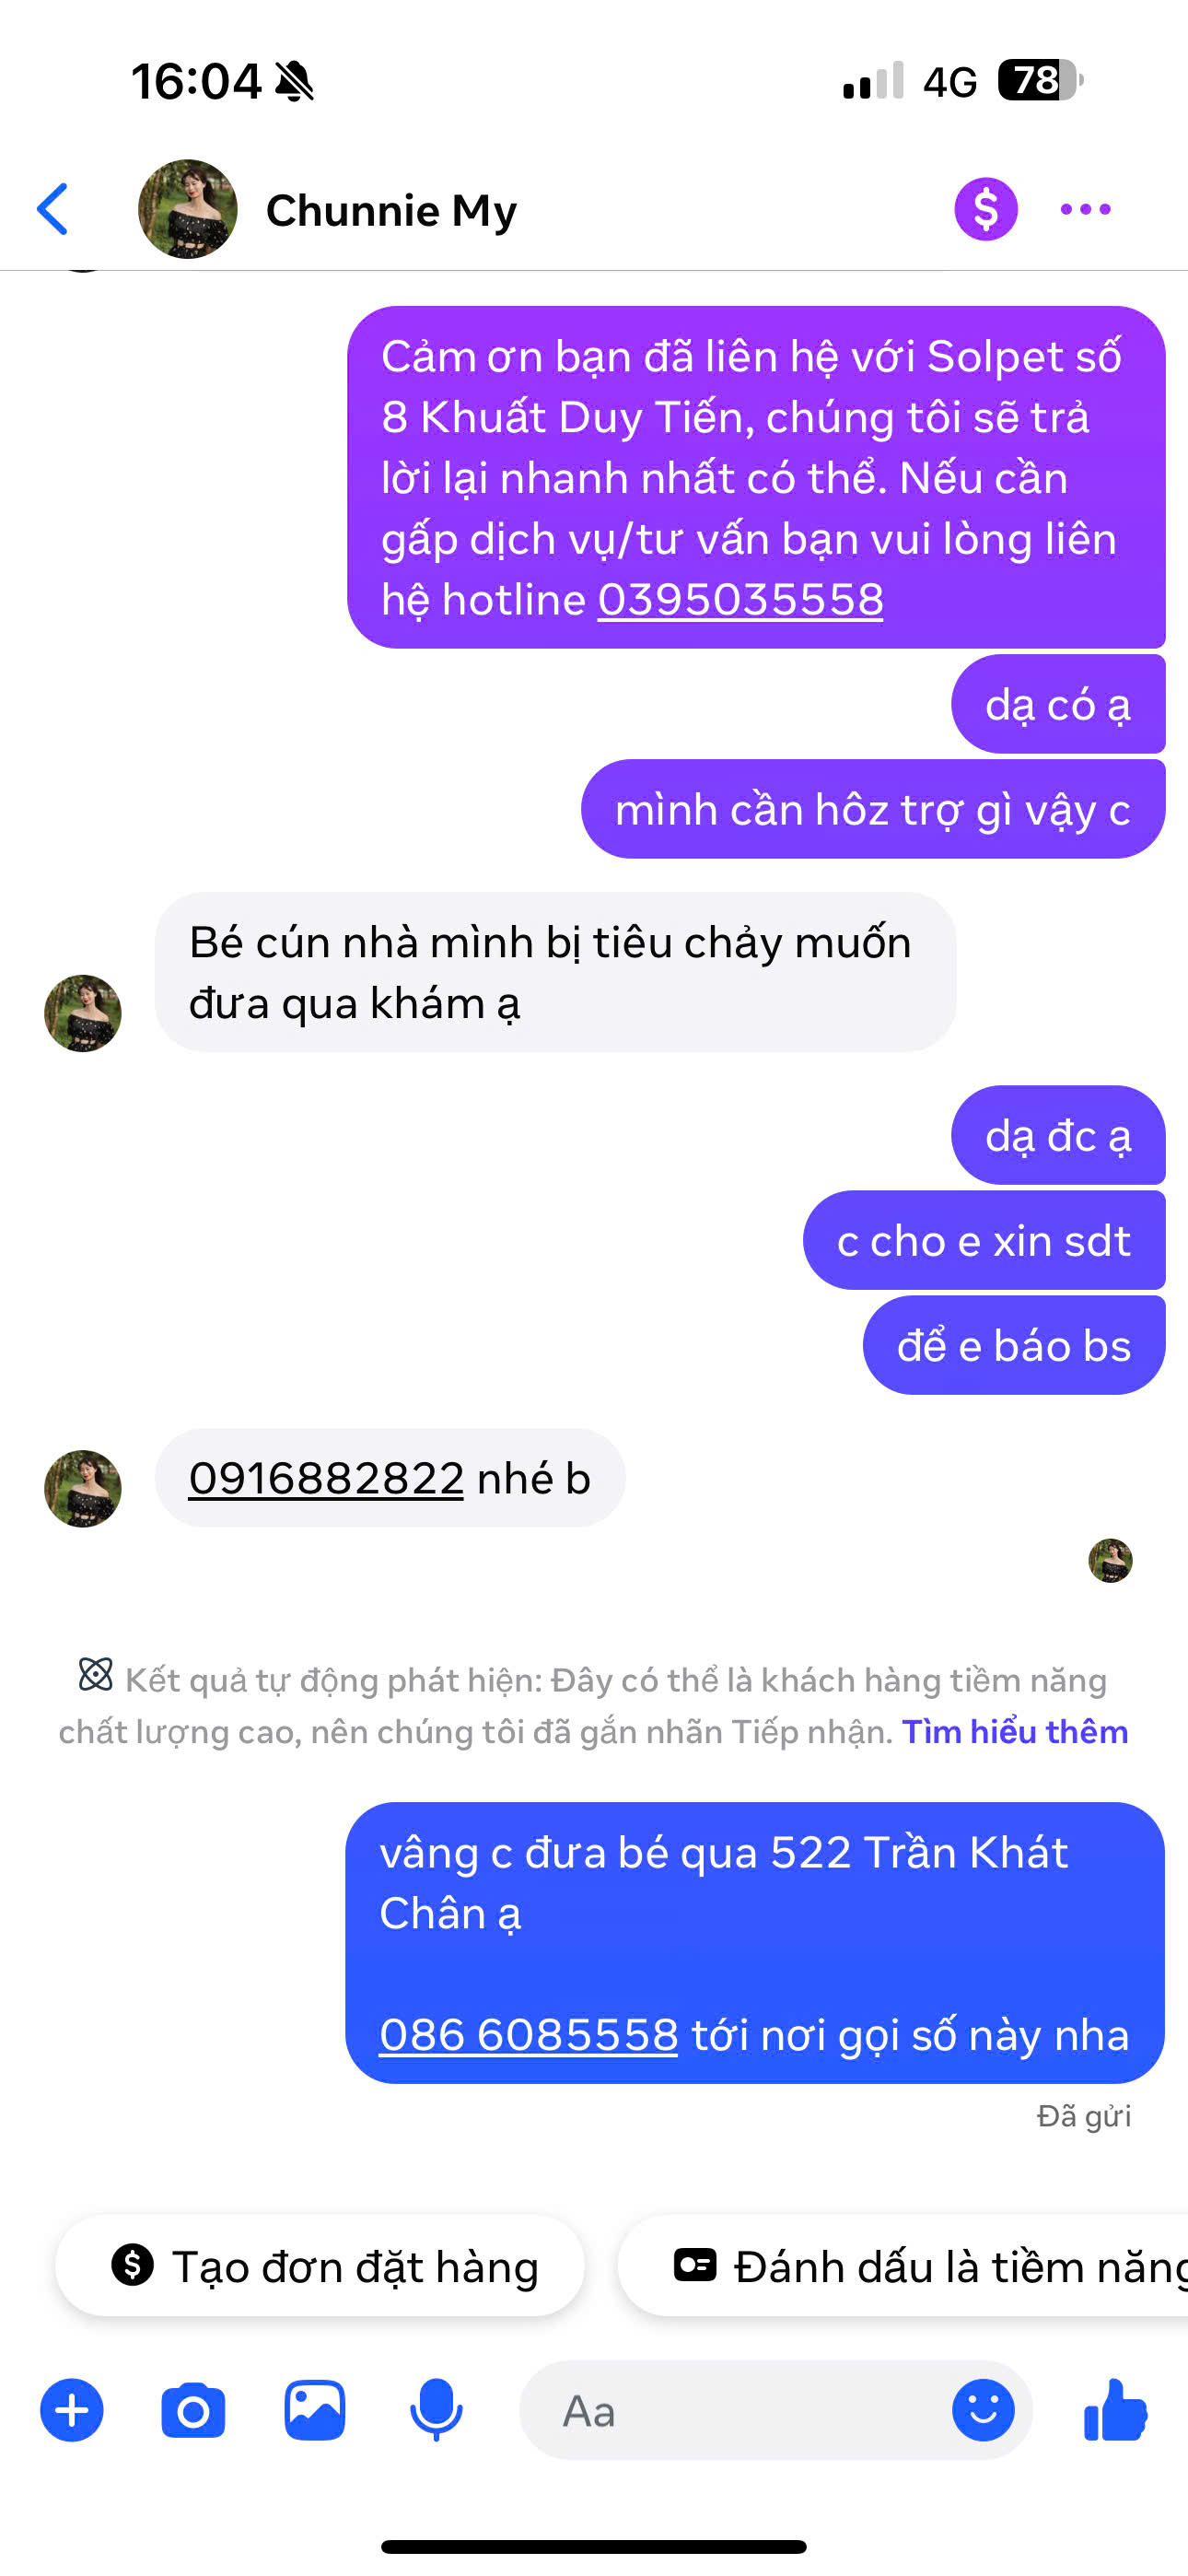 16:04
4G
78
Chunnie My
Cảm ơn bạn đã liên hệ với Solpet số
8 Khuất Duy Tiến, chúng tôi sẽ trả
lời lại nhanh nhất có thể. Nếu cần
gấp dịch vụ/tư vấn bạn vui lòng liên
hệ hotline 0395035558
dạ có ạ
mình cần hôz trợ gì vậy c
Bé cún nhà mình bị tiêu chảy muốn
đưa qua khám ạ
dạ đc ạ
c cho e xin sdt
để e báo bs
0916882822 nhé b
Kết quả tự động phát hiện: Đây có thể là khách hàng tiềm năng
chất lượng cao, nên chúng tôi đã gắn nhãn Tiếp nhận. Tìm hiểu thêm
vâng c đưa bé qua 522 Trần Khát
Chân ạ
086 6085558 tới nơi gọi số này nha
Đã gửi
Tạo đơn đặt hàng
Đánh dấu là tiềm năng
Aa